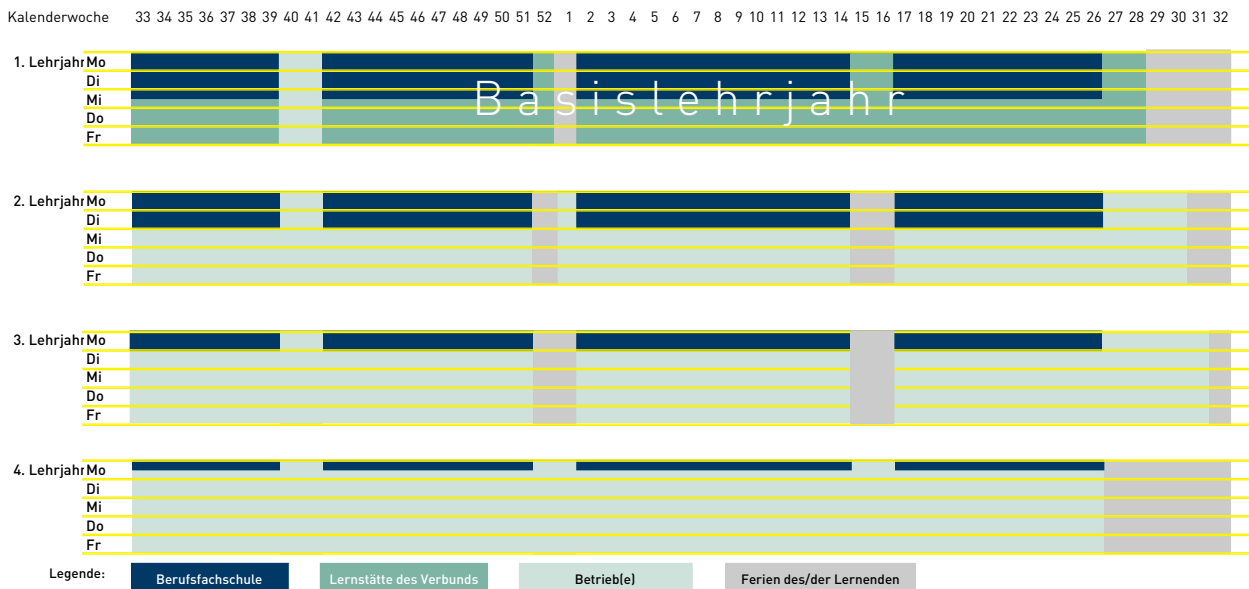 Kalenderwoche 33 34 35 36 37 38 39 40 41 42 43 44 45 46 47 48 49 50 51 52 1 2 3 4 5 6 7 8 9 10 11 12 13 14 15 16 17 18 19 20 21 22 23 24 25 26 27 28 29 30 31 32
1. Lehrjahr Mo
Di
Mi
Basislehrjahr
Do
Fr
2. Lehrjahr Mo
Di
Mi
Do
Fr
3. Lehrjahr Mo
Di
Mi
Do
Fr
4. Lehrjahr Mo
Di
Mi
Do
Fr
Legende: Berufsfachschule Lernstätte des Verbunds Betrieb(e) Ferien des/der Lernenden